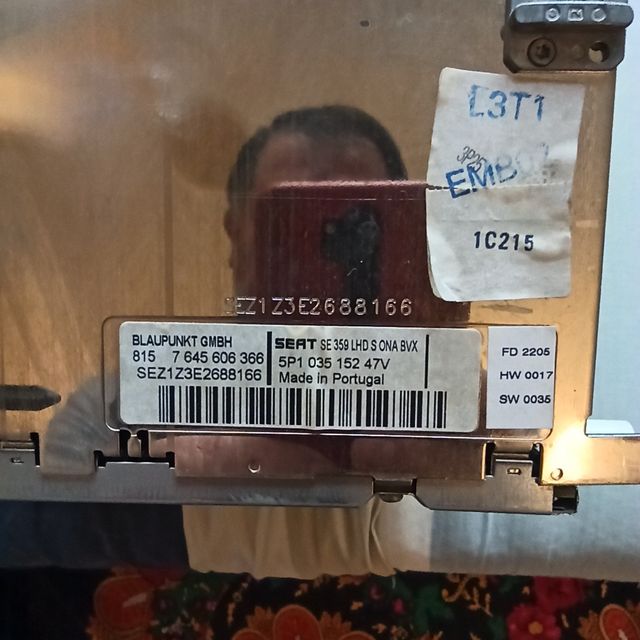 L3T1
1C215
SEZ1Z3E2688166
BLAUPUNKT GMBH
815 7 645 606 366
SEZ1Z3E2688166
SEAT SE 359 LHD S ONA BVX
5P1 035 152 47V
Made in Portugal
FD 2205
HW 0017
SW 0035